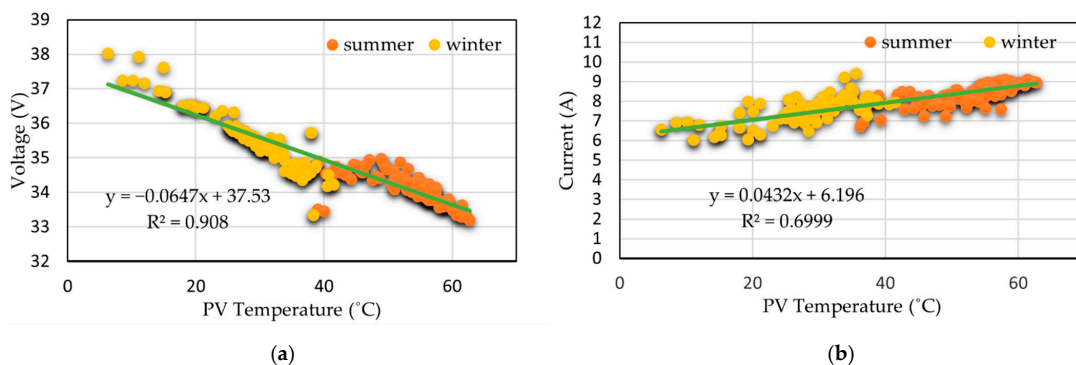 39
38
37
36
35
34
33
32
Voltage (V)
summer
winter
y = −0.0647x + 37.53
R² = 0.908
0
20
40
60
PV Temperature (˚C)
(a)
12
11
10
9
8
7
6
5
4
3
2
1
0
Current (A)
summer
winter
y = 0.0432x + 6.196
R² = 0.6999
0
20
40
60
PV Temperature (˚C)
(b)